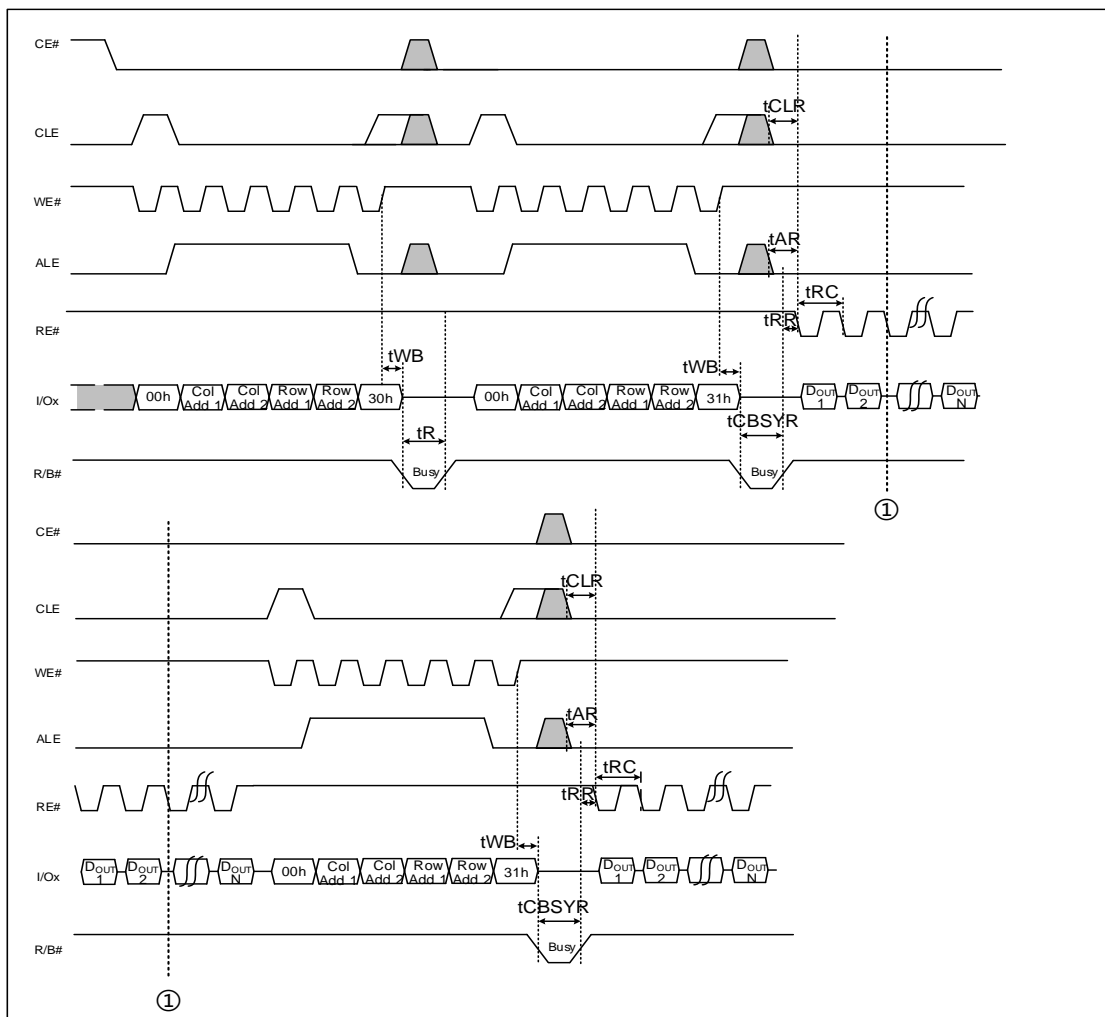 CE#
CLE
tCLR
WE#
ALE
tAR
tRC
RE#
tRR
tWB
tWB
I/Ox
00h
Col Add 1
Col Add 2
Row Add 1
Row Add 2
30h
00h
Col Add 1
Col Add 2
Row Add 1
Row Add 2
31h
DOUT 1
DOUT 2
DOUT N
tR
tCBSYR
R/B#
Busy
Busy
①
CE#
CLE
tCLR
WE#
ALE
tAR
tRC
RE#
tRR
tWB
I/Ox
DOUT 1
DOUT 2
DOUT N
00h
Col Add 1
Col Add 2
Row Add 1
Row Add 2
31h
DOUT 1
DOUT 2
DOUT N
tCBSYR
R/B#
Busy
①